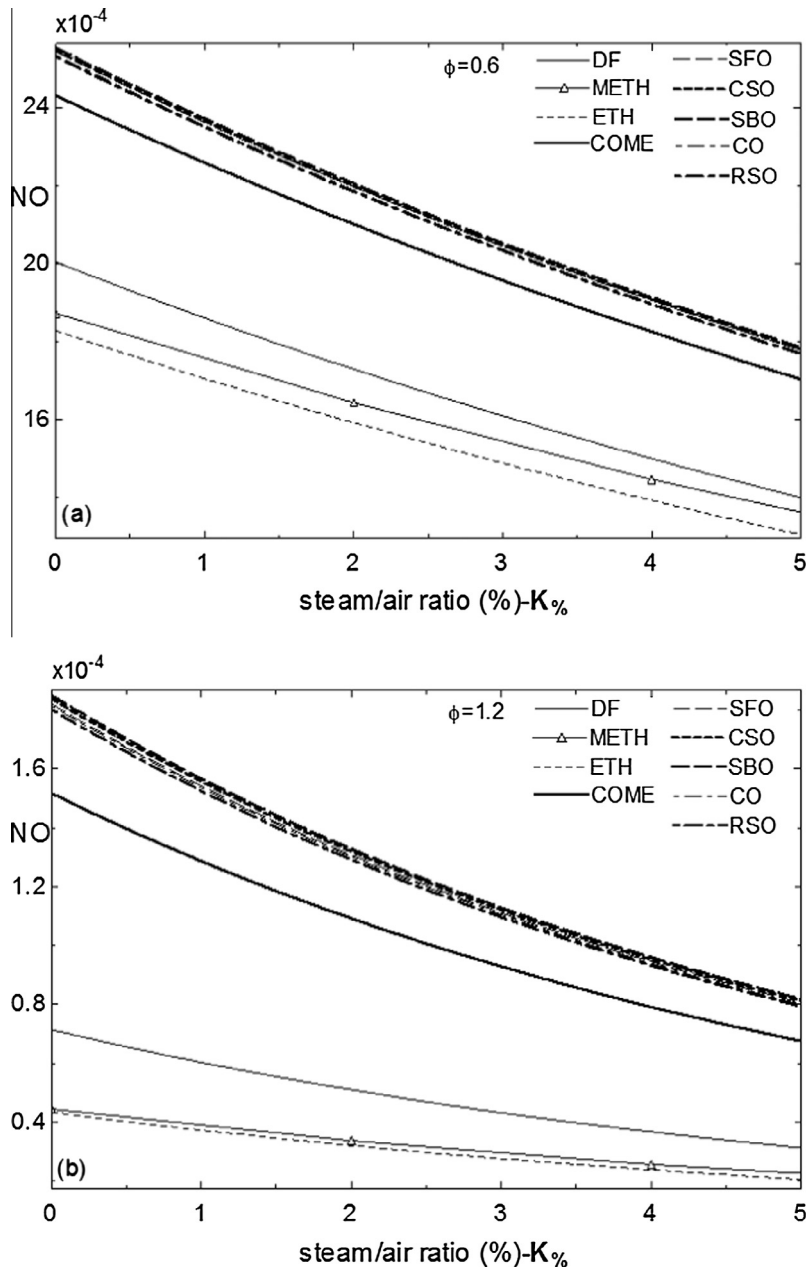 x10-4
ϕ=0.6
DF
METH
ETH
COME
SFO
CSO
SBO
CO
RSO
24
NO
20
16
(a)
0 1 2 3 4 5
steam/air ratio (%)-K%
x10-4
ϕ=1.2
DF
METH
ETH
COME
SFO
CSO
SBO
CO
RSO
1.6
NO
1.2
0.8
0.4
(b)
0 1 2 3 4 5
steam/air ratio (%)-K%